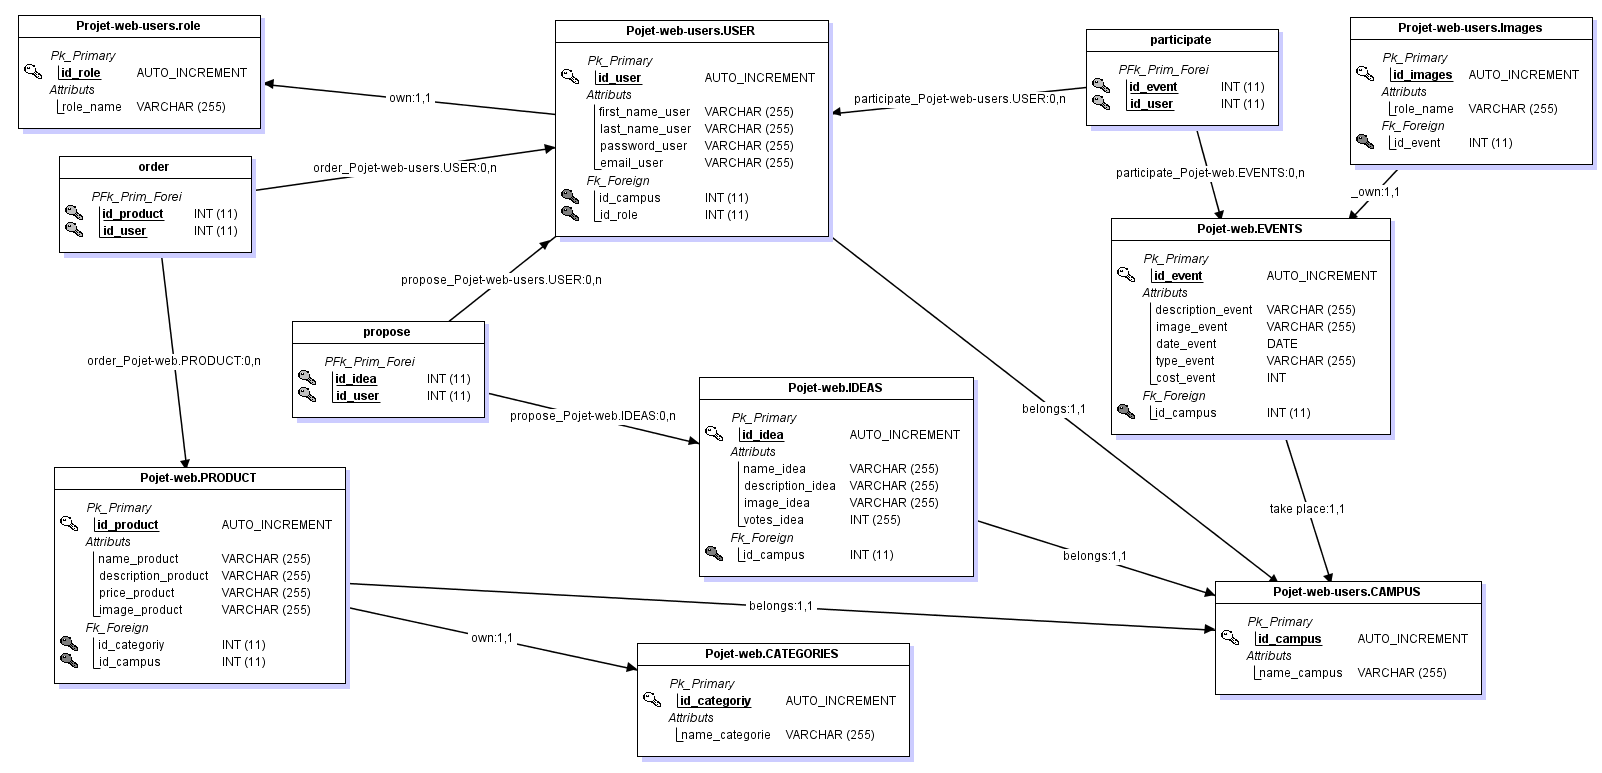 Projet-web-users.role
Pk_Primary
id_role AUTO_INCREMENT
Attributs
role_name VARCHAR (255)
Pojet-web-users.USER
Pk_Primary
id_user AUTO_INCREMENT
Attributs
first_name_user VARCHAR (255)
last_name_user VARCHAR (255)
password_user VARCHAR (255)
email_user VARCHAR (255)
Fk_Foreign
id_campus INT (11)
id_role INT (11)
participate
PFk_Prim_Forei
id_event INT (11)
id_user INT (11)
Projet-web-users.Images
Pk_Primary
id_images AUTO_INCREMENT
Attributs
role_name VARCHAR (255)
Fk_Foreign
id_event INT (11)
own:1,1
participate_Pojet-web-users.USER:0,n
order_Pojet-web-users.USER:0,n
participate_Pojet-web.EVENTS:0,n
_own:1,1
order
PFk_Prim_Forei
id_product INT (11)
id_user INT (11)
Pojet-web.EVENTS
Pk_Primary
id_event AUTO_INCREMENT
Attributs
description_event VARCHAR (255)
image_event VARCHAR (255)
date_event DATE
type_event VARCHAR (255)
cost_event INT
Fk_Foreign
id_campus INT (11)
propose_Pojet-web-users.USER:0,n
propose
PFk_Prim_Forei
id_idea INT (11)
id_user INT (11)
order_Pojet-web.PRODUCT:0,n
propose_Pojet-web.IDEAS:0,n
belongs:1,1
Pojet-web.IDEAS
Pk_Primary
id_idea AUTO_INCREMENT
Attributs
name_idea VARCHAR (255)
description_idea VARCHAR (255)
image_idea VARCHAR (255)
votes_idea INT (255)
Fk_Foreign
id_campus INT (11)
Pojet-web.PRODUCT
Pk_Primary
id_product AUTO_INCREMENT
Attributs
name_product VARCHAR (255)
description_product VARCHAR (255)
price_product VARCHAR (255)
image_product VARCHAR (255)
Fk_Foreign
id_categoriy INT (11)
id_campus INT (11)
take place:1,1
belongs:1,1
belongs:1,1
own:1,1
Pojet-web-users.CAMPUS
Pk_Primary
id_campus AUTO_INCREMENT
Attributs
name_campus VARCHAR (255)
Pojet-web.CATEGORIES
Pk_Primary
id_categoriy AUTO_INCREMENT
Attributs
name_categorie VARCHAR (255)